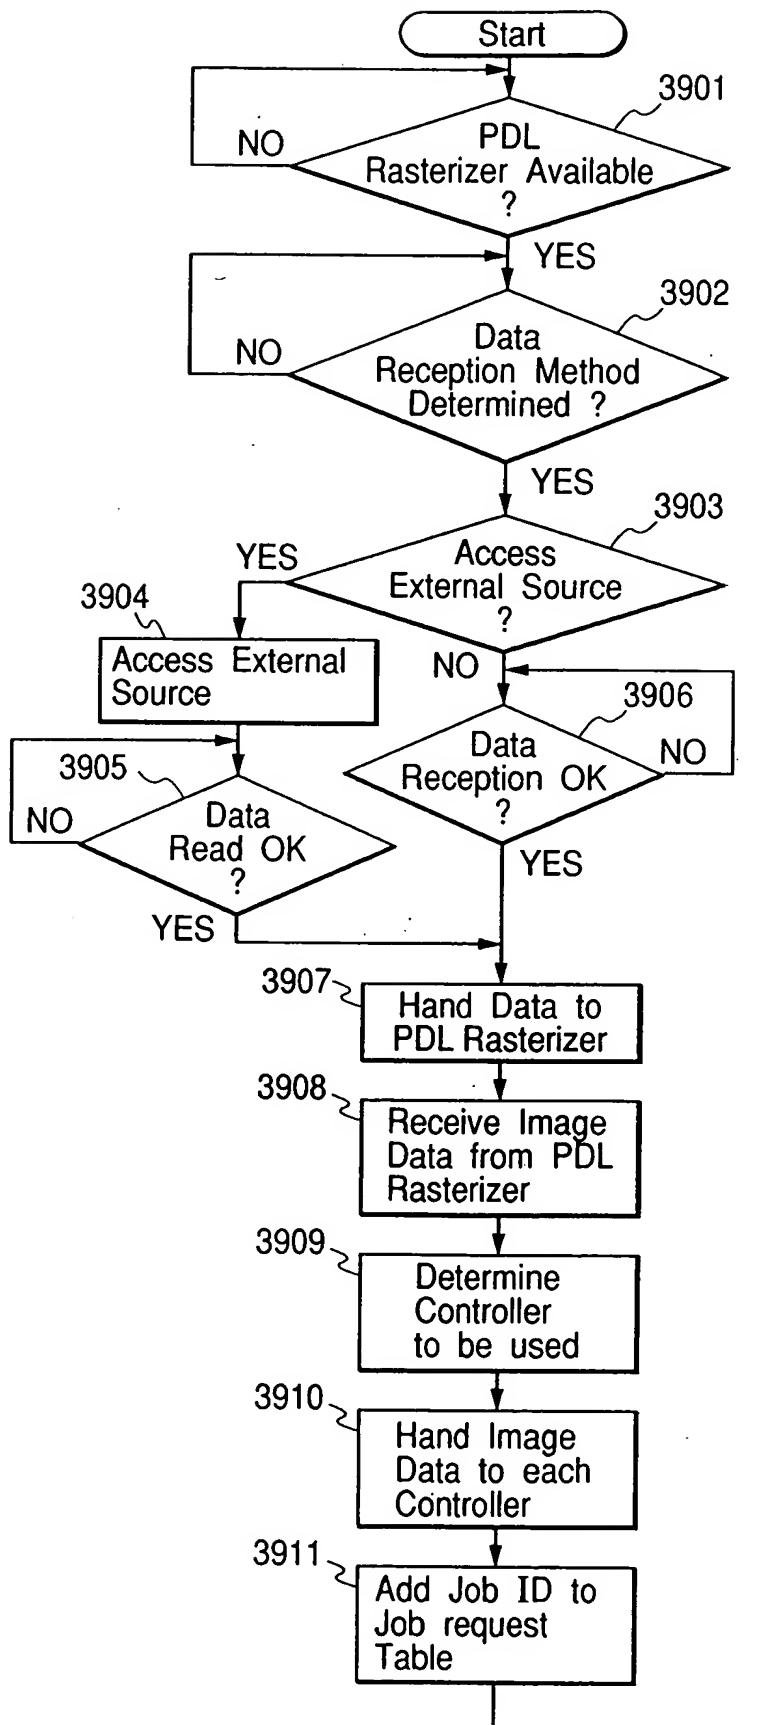 Start
3901
PDL
Rasterizer Available
?
NO
YES
3902
Data
Reception Method
Determined ?
NO
YES
3903
Access
External Source
?
YES
NO
3904
Access External
Source
3905
Data
Read OK
?
NO
YES
3906
Data
Reception OK
?
NO
YES
3907
Hand Data to
PDL Rasterizer
3908
Receive Image
Data from PDL
Rasterizer
3909
Determine
Controller
to be used
3910
Hand Image
Data to each
Controller
3911
Add Job ID to
Job request
Table